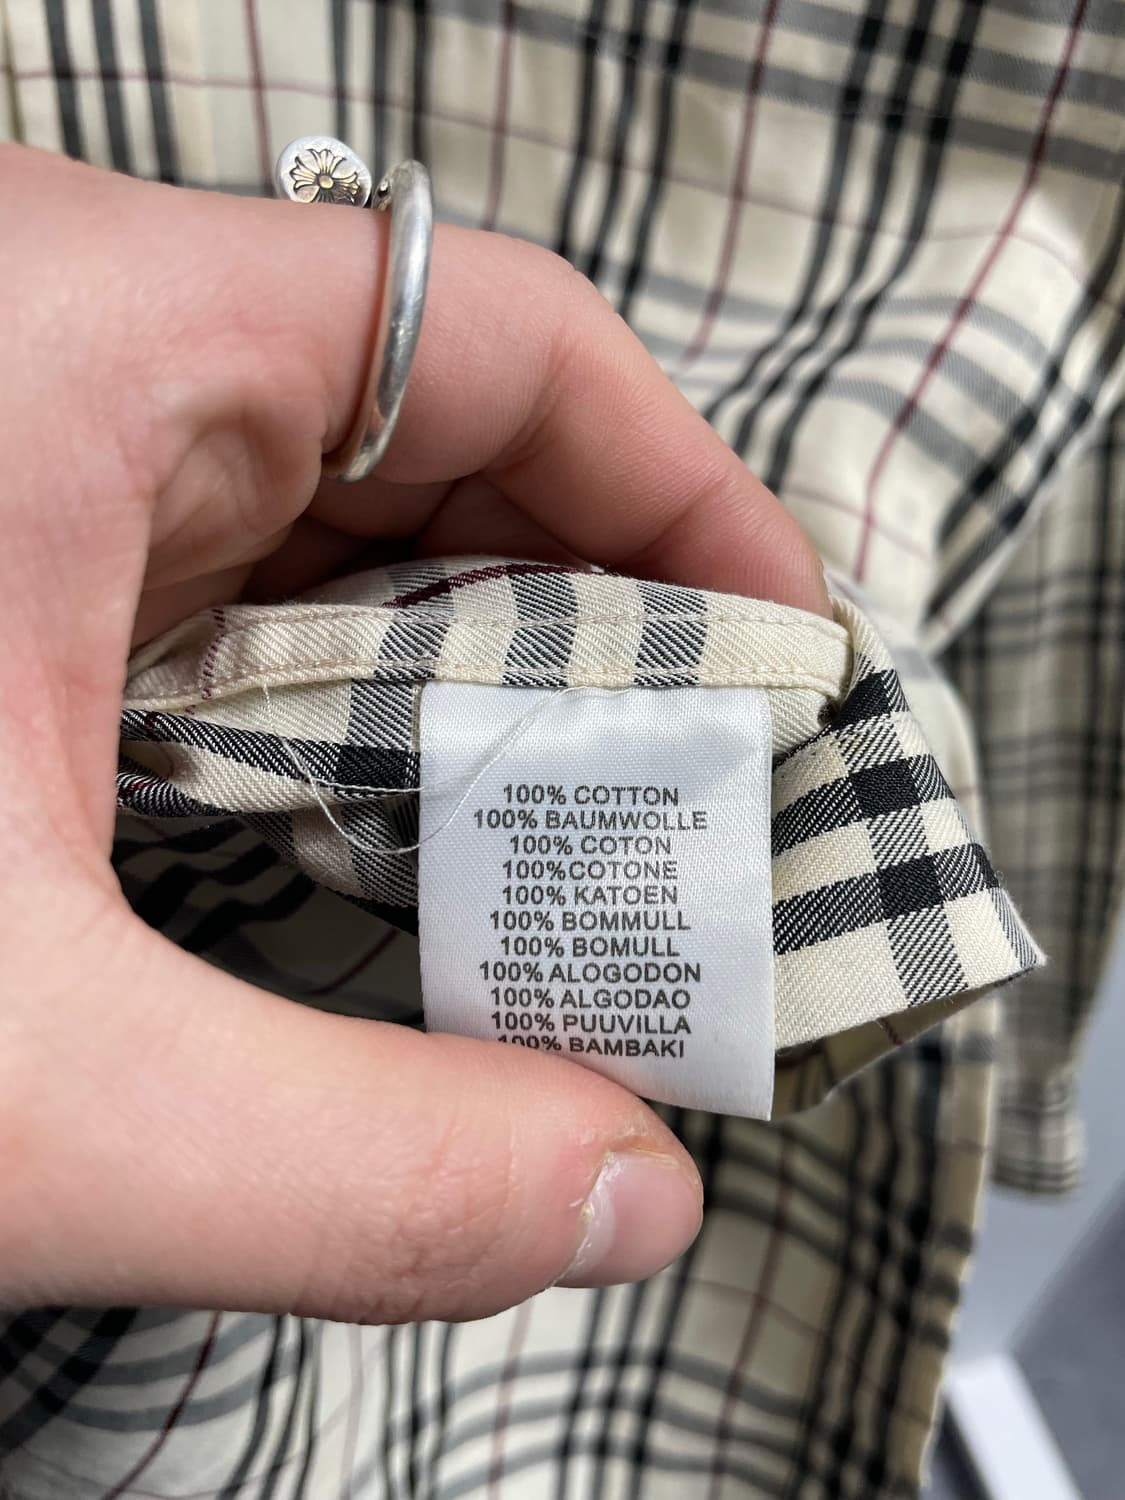 100% COTTON
100% BAUMWOLLE
100% COTON
100%COTONE
100% KATOEN
100% BOMMULL
100% BOMULL
100% ALOGODON
100% ALGODAO
100% PUUVILLA
100% BAMBAKI